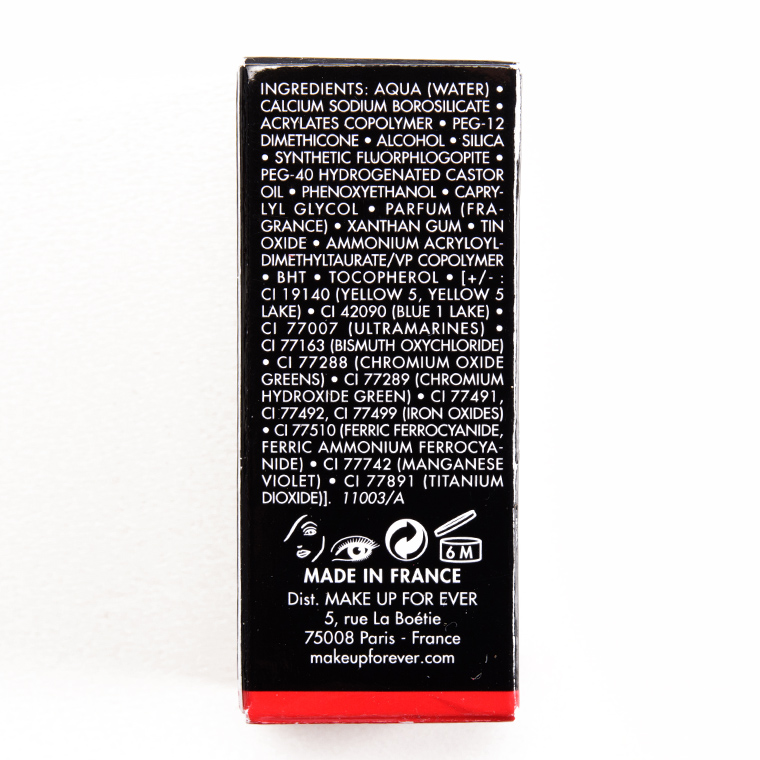 INGREDIENTS: AQUA (WATER) •
CALCIUM SODIUM BOROSILICATE •
ACRYLATES COPOLYMER • PEG-12
DIMETHICONE • ALCOHOL • SILICA
• SYNTHETIC FLUORPHLOGOPITE •
PEG-40 HYDROGENATED CASTOR
OIL • PHENOXYETHANOL • CAPRY-
LYL GLYCOL • PARFUM (FRA-
GRANCE) • XANTHAN GUM • TIN
OXIDE • AMMONIUM ACRYLOYL-
DIMETHYLTAURATE/VP COPOLYMER
• BHT • TOCOPHEROL • [+/- :
CI 19140 (YELLOW 5, YELLOW 5
LAKE) • CI 42090 (BLUE 1 LAKE) •
CI 77007 (ULTRAMARINES) •
CI 77163 (BISMUTH OXYCHLORIDE)
• CI 77288 (CHROMIUM OXIDE
GREENS) • CI 77289 (CHROMIUM
HYDROXIDE GREEN) • CI 77491,
CI 77492, CI 77499 (IRON OXIDES)
• CI 77510 (FERRIC FERROCYANIDE,
FERRIC AMMONIUM FERROCYA-
NIDE) • CI 77742 (MANGANESE
VIOLET) • CI 77891 (TITANIUM
DIOXIDE)]. 11003/A
6 M
MADE IN FRANCE
Dist. MAKE UP FOR EVER
5, rue La Boétie
75008 Paris - France
makeupforever.com